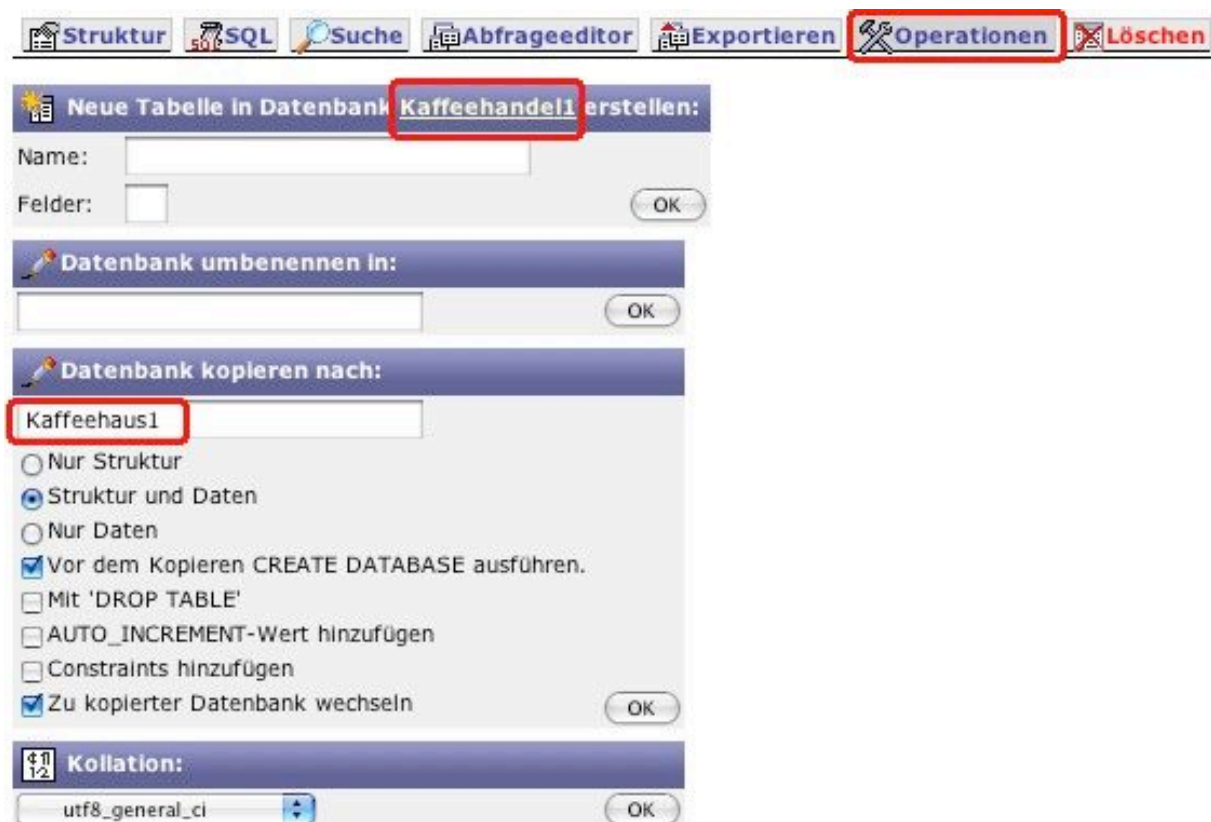 Struktur SQL Suche Abfrageeditor Exportieren Operationen Löschen
Neue Tabelle in Datenbank Kaffeehandel1 erstellen:
Name:
Felder: OK
Datenbank umbenennen in:
OK
Datenbank kopieren nach:
Kaffeehaus1
Nur Struktur
Struktur und Daten
Nur Daten
Vor dem Kopieren CREATE DATABASE ausführen.
Mit 'DROP TABLE'
AUTO_INCREMENT-Wert hinzufügen
Constraints hinzufügen
Zu kopierter Datenbank wechseln OK
Kollation:
utf8_general_ci OK